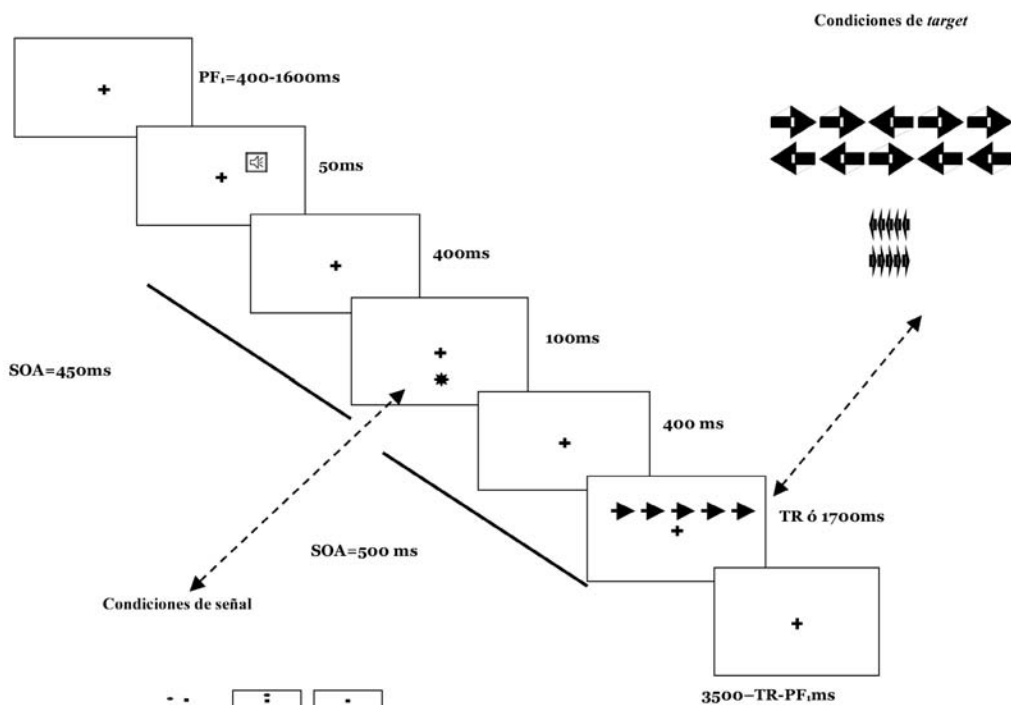 Condiciones de target
PF₁=400-1600ms
50ms
400ms
100ms
SOA=450ms
400 ms
TR ó 1700ms
SOA=500 ms
Condiciones de señal
3500–TR-PF₁ms